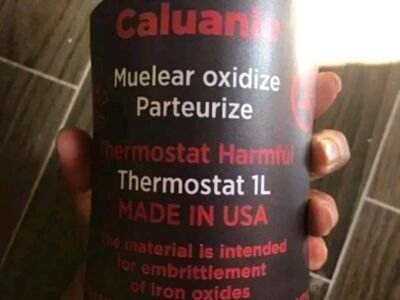 Caluanie
Muelear oxidize
Parteurize
Thermostat Harmful
Thermostat 1L
MADE IN USA
The material is intended
for embrittlement
of iron oxides